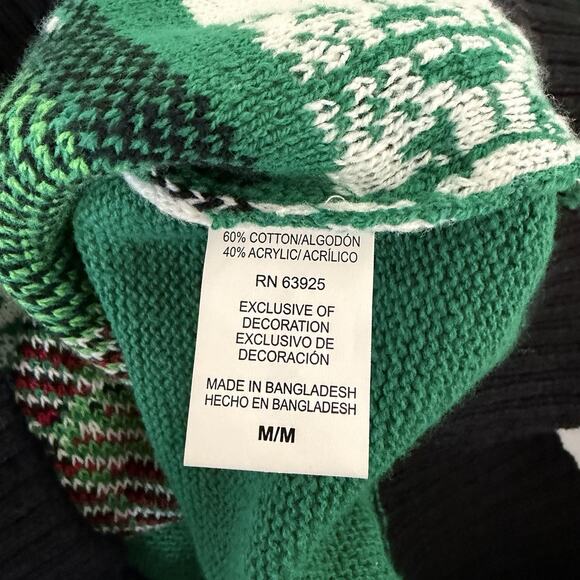 60% COTTON/ALGODÓN
40% ACRYLIC/ ACRÍLICO
RN 63925
EXCLUSIVE OF
DECORATION
EXCLUSIVO DE
DECORACIÓN
MADE IN BANGLADESH
HECHO EN BANGLADESH
M/M